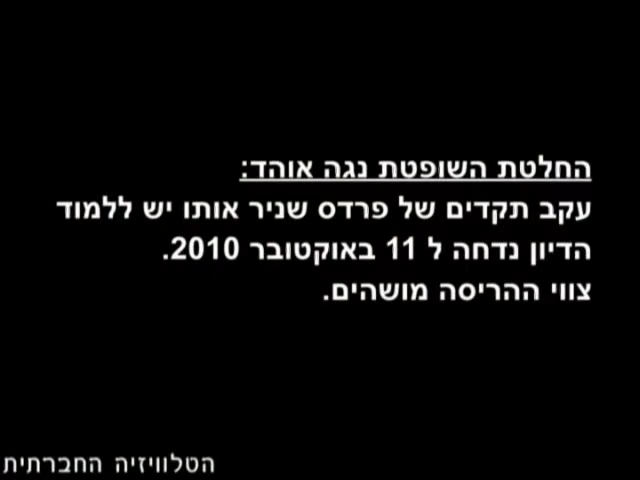 החלטת השופטת נגה אוהד:
עקב תקדים של פרדס שניר אותו יש ללמוד
הדיון נדחה ל 11 באוקטובר 2010.
צווי ההריסה מושהים.
הטלוויזיה החברתית